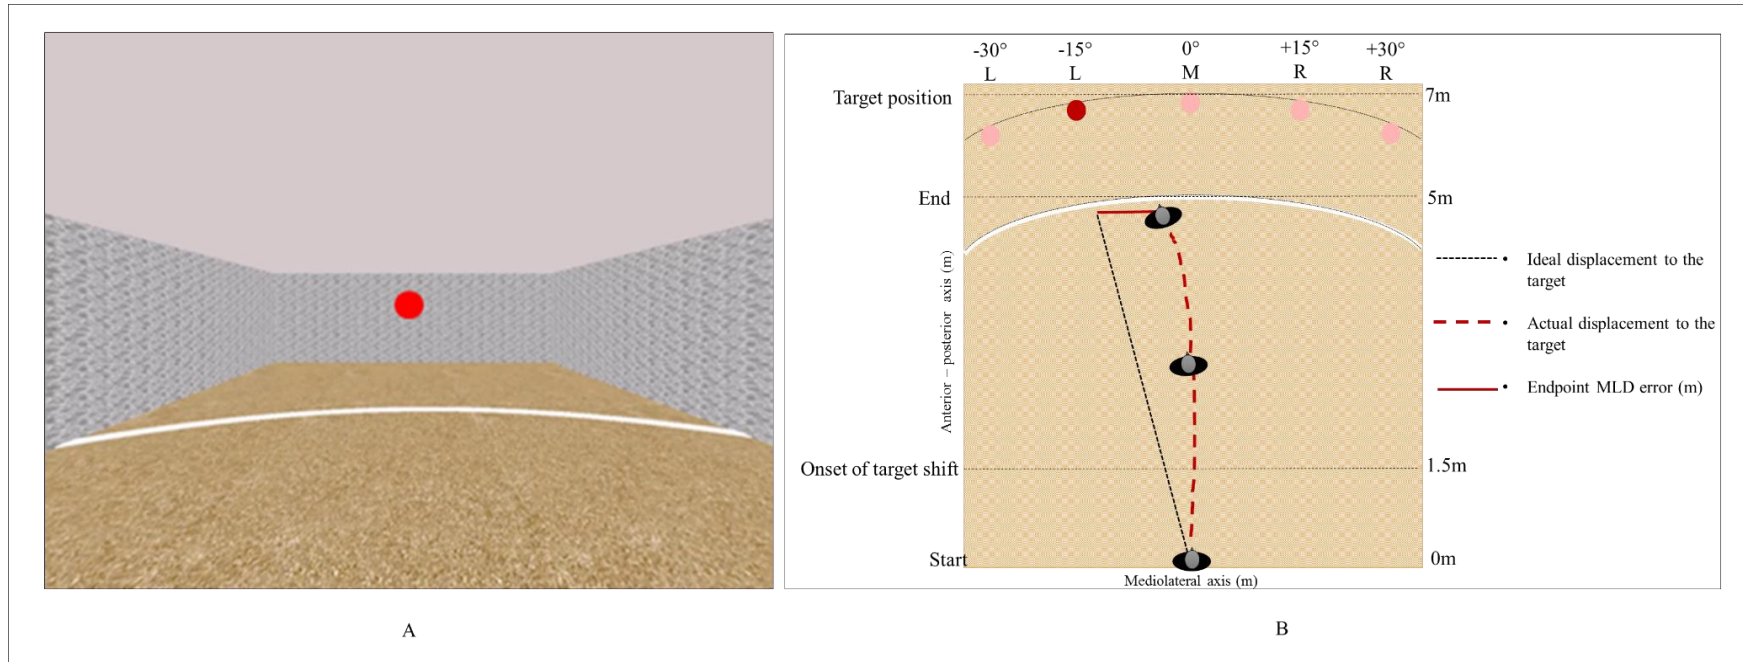 -30° -15° 0° +15° +30°
L L M R R
Target position
7m
End
5m
Anterior – posterior axis (m)
• Ideal displacement to the
target
• Actual displacement to the
target
• Endpoint MLD error (m)
Onset of target shift
1.5m
Start
0m
Mediolateral axis (m)
A
B